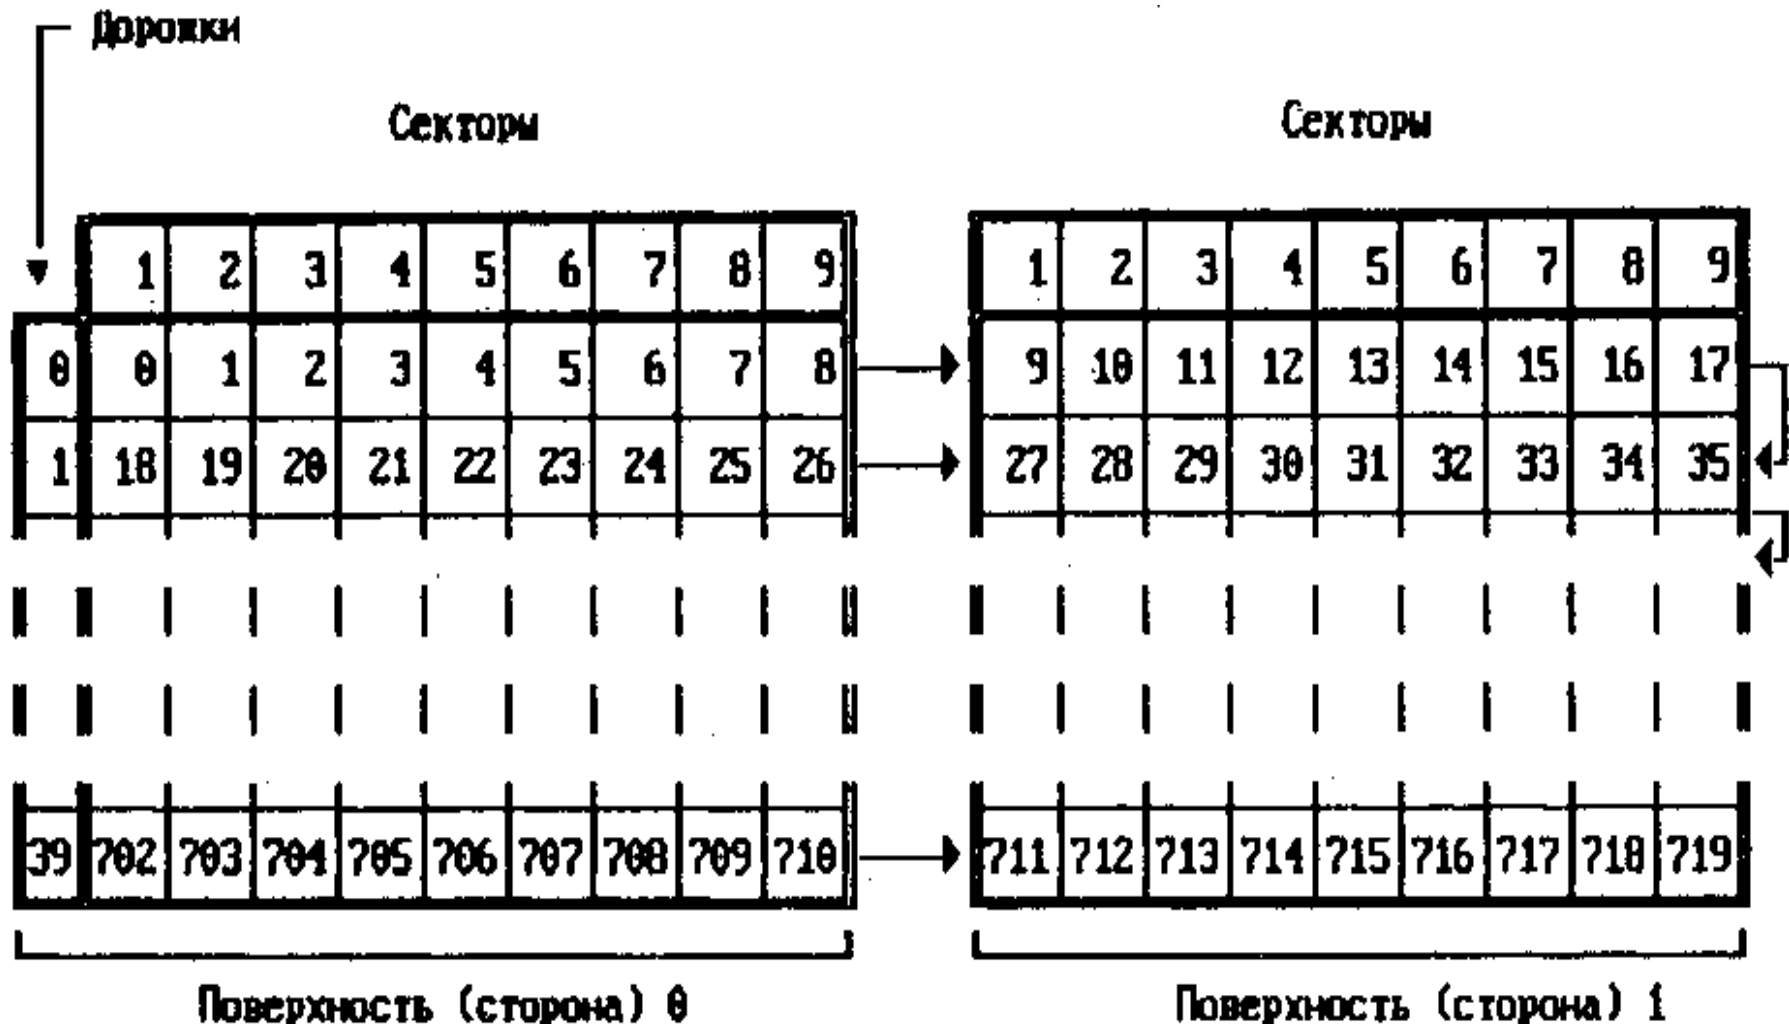 Дорожки
Секторы Секторы
1 2 3 4 5 6 7 8 9 1 2 3 4 5 6 7 8 9
0 0 1 2 3 4 5 6 7 8 9 10 11 12 13 14 15 16 17
1 18 19 20 21 22 23 24 25 26 27 28 29 30 31 32 33 34 35
39 702 703 704 705 706 707 708 709 710 711 712 713 714 715 716 717 718 719
Поверхность (сторона) 0 Поверхность (сторона) 1